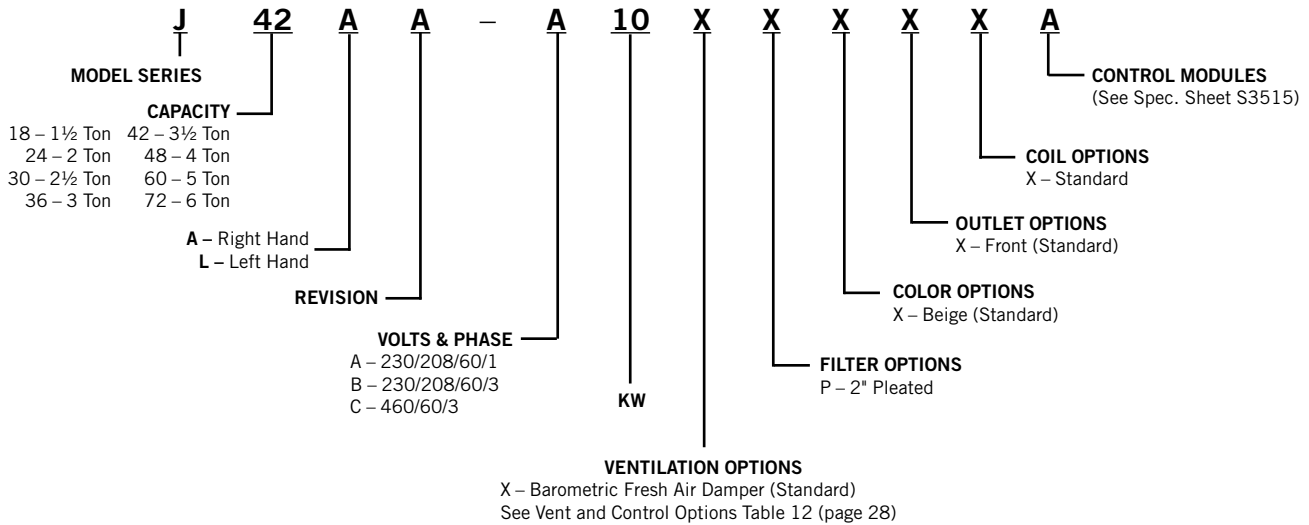 J 42 A A – A 10 X X X X X A
MODEL SERIES
CAPACITY
18 – 1½ Ton 42 – 3½ Ton
24 – 2 Ton 48 – 4 Ton
30 – 2½ Ton 60 – 5 Ton
36 – 3 Ton 72 – 6 Ton
A – Right Hand
L – Left Hand
REVISION
VOLTS & PHASE
A – 230/208/60/1
B – 230/208/60/3
C – 460/60/3
KW
VENTILATION OPTIONS
X – Barometric Fresh Air Damper (Standard)
See Vent and Control Options Table 12 (page 28)
FILTER OPTIONS
P – 2" Pleated
COLOR OPTIONS
X – Beige (Standard)
OUTLET OPTIONS
X – Front (Standard)
COIL OPTIONS
X – Standard
CONTROL MODULES
(See Spec. Sheet S3515)